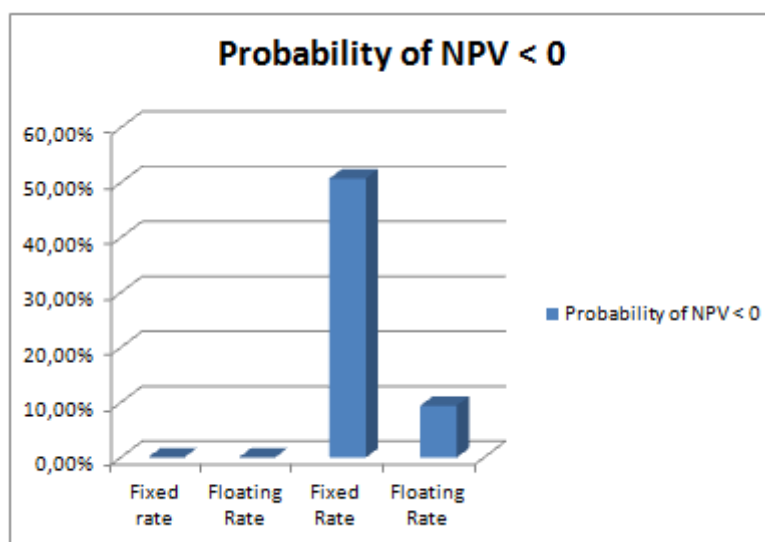 Probability of NPV < 0
60,00%
50,00%
40,00%
30,00%
20,00%
10,00%
0,00%
Fixed
rate
Floating
Rate
Fixed
Rate
Floating
Rate
Probability of NPV < 0